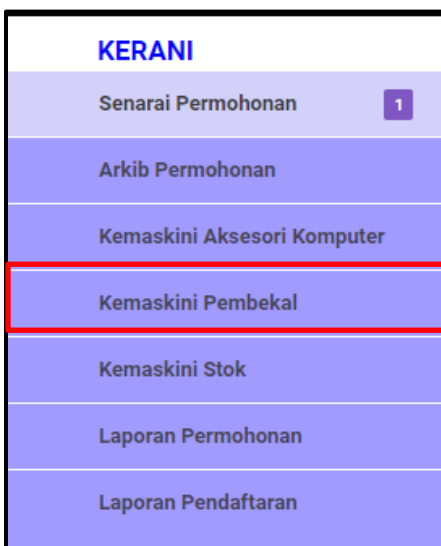 KERANI
Senarai Permohonan 1
Arkib Permohonan
Kemaskini Aksesori Komputer
Kemaskini Pembekal
Kemaskini Stok
Laporan Permohonan
Laporan Pendaftaran